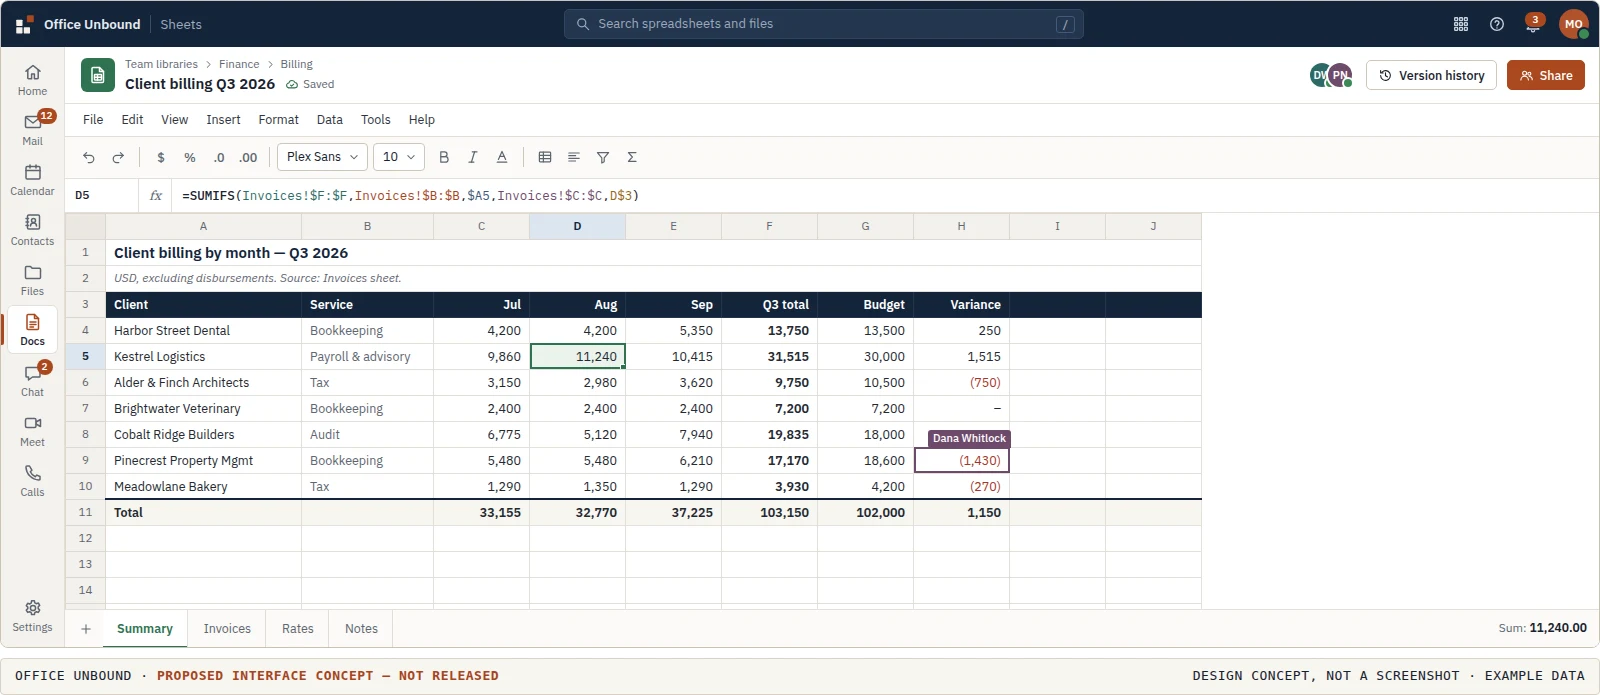 Office Unbound Sheets Search spreadsheets and files / 3 MO
Home
12
Mail
Calendar
Contacts
Files
Docs
2
Chat
Meet
Calls
Settings
Team libraries > Finance > Billing
Client billing Q3 2026 Saved
DW PN Version history Share
File Edit View Insert Format Data Tools Help
$ % .0 .00 Plex Sans 10 B I A Σ
D5 fx =SUMIFS(Invoices!$F:$F,Invoices!$B:$B,$A5,Invoices!$C:$C,D$3)
A B C D E F G H I J
1 Client billing by month — Q3 2026
2 USD, excluding disbursements. Source: Invoices sheet.
3 Client Service Jul Aug Sep Q3 total Budget Variance
4 Harbor Street Dental Bookkeeping 4,200 4,200 5,350 13,750 13,500 250
5 Kestrel Logistics Payroll & advisory 9,860 11,240 10,415 31,515 30,000 1,515
6 Alder & Finch Architects Tax 3,150 2,980 3,620 9,750 10,500 (750)
7 Brightwater Veterinary Bookkeeping 2,400 2,400 2,400 7,200 7,200 –
8 Cobalt Ridge Builders Audit 6,775 5,120 7,940 19,835 18,000
Dana Whitlock
9 Pinecrest Property Mgmt Bookkeeping 5,480 5,480 6,210 17,170 18,600 (1,430)
10 Meadowlane Bakery Tax 1,290 1,350 1,290 3,930 4,200 (270)
11 Total 33,155 32,770 37,225 103,150 102,000 1,150
12
13
14
+ Summary Invoices Rates Notes Sum: 11,240.00
OFFICE UNBOUND · PROPOSED INTERFACE CONCEPT — NOT RELEASED DESIGN CONCEPT, NOT A SCREENSHOT · EXAMPLE DATA